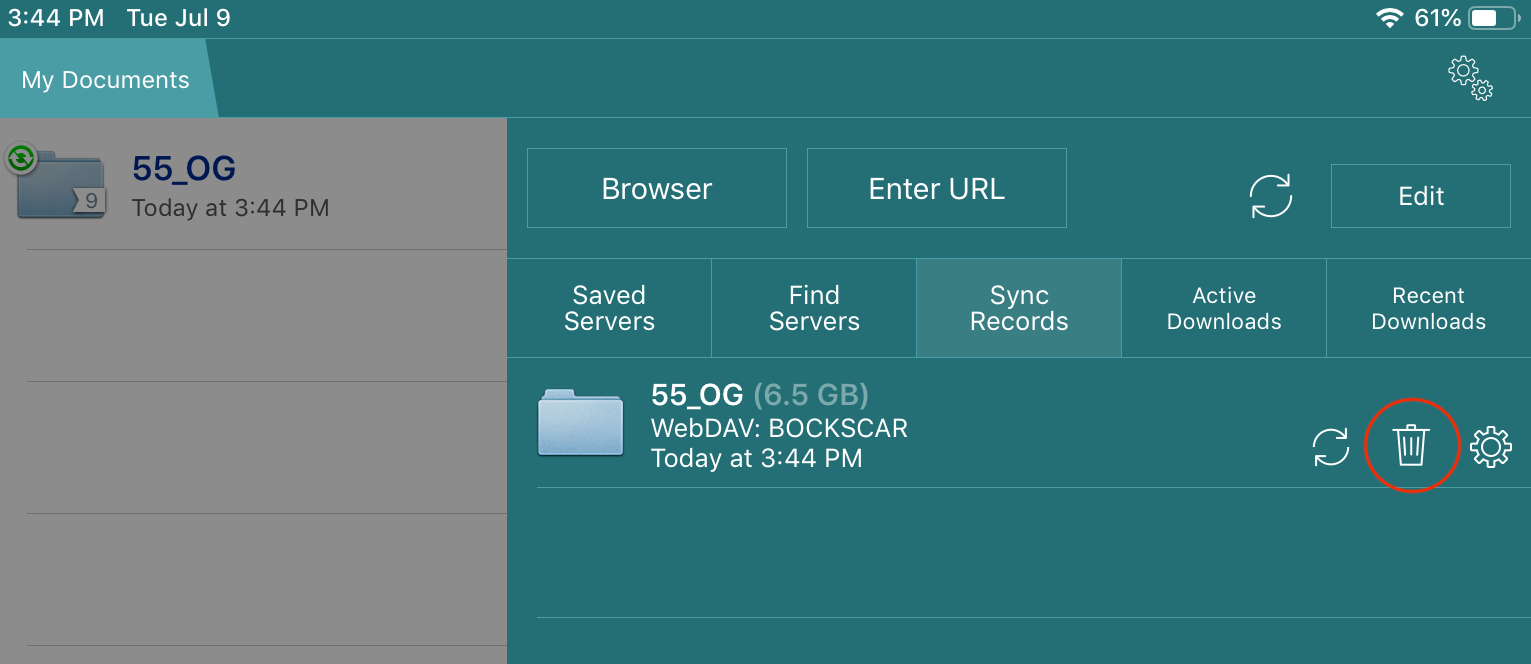 3:44 PM Tue Jul 9 61%
My Documents
55_OG
9
Today at 3:44 PM
Browser
Enter URL
Edit
Saved
Servers
Find
Servers
Sync
Records
Active
Downloads
Recent
Downloads
55_OG (6.5 GB)
WebDAV: BOCKSCAR
Today at 3:44 PM